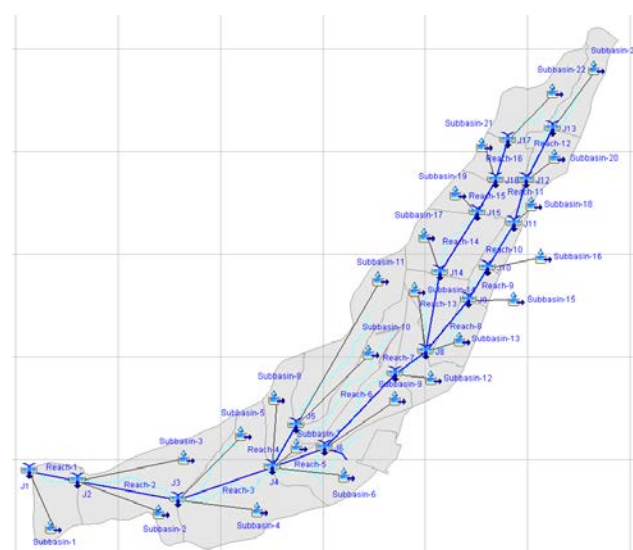 Subbasin-2
Subbasin-22
Subbasin-21
J17
J13
Reach-12
Reach-16
Subbasin-20
Subbasin-19
J16
J12
Reach-11
Reach-15
Subbasin-18
Subbasin-17
J15
J11
Reach-14
Reach-10
Subbasin-16
Subbasin-11
J14
J10
Reach-9
Subbasin-14
Reach-13
J9
Subbasin-15
Subbasin-10
Reach-8
Subbasin-13
J8
Reach-7
Subbasin-8
Subbasin-9
Subbasin-12
Reach-6
Subbasin-5
J5
Subbasin-3
Reach-4
J6
Reach-1
J4
Reach-5
J1
J2
Reach-2
J3
Reach-3
Subbasin-6
Subbasin-2
Subbasin-4
Subbasin-1